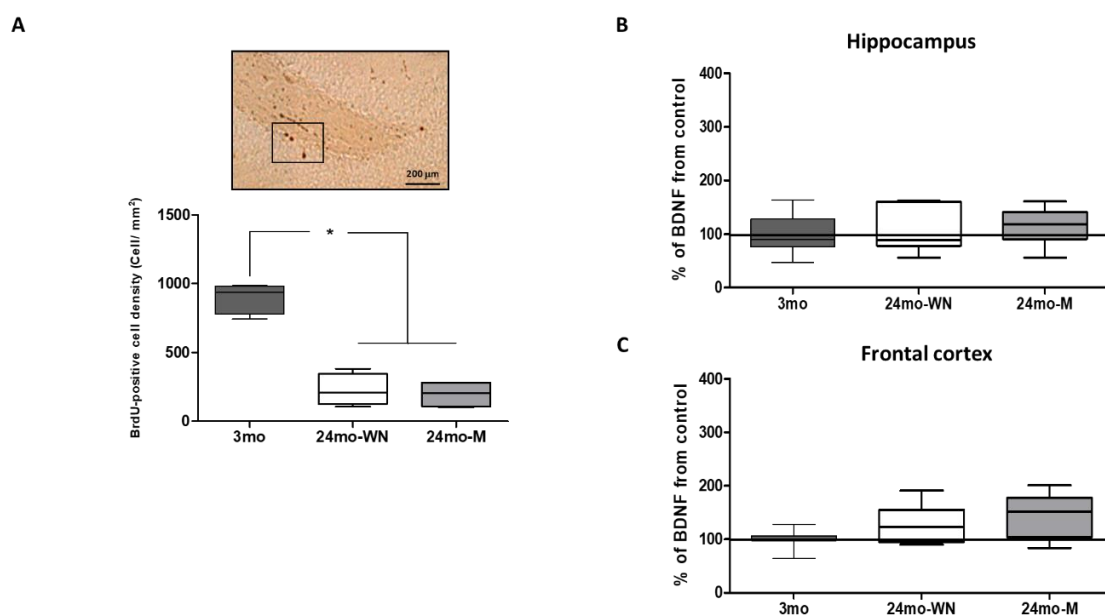 A
200 µm
BrdU-positive cell density (Cell/ mm²)
1500
1000
500
0
*
3mo 24mo-WN 24mo-M
B
Hippocampus
% of BDNF from control
400
300
200
100
0
3mo 24mo-WN 24mo-M
C
Frontal cortex
% of BDNF from control
400
300
200
100
0
3mo 24mo-WN 24mo-M